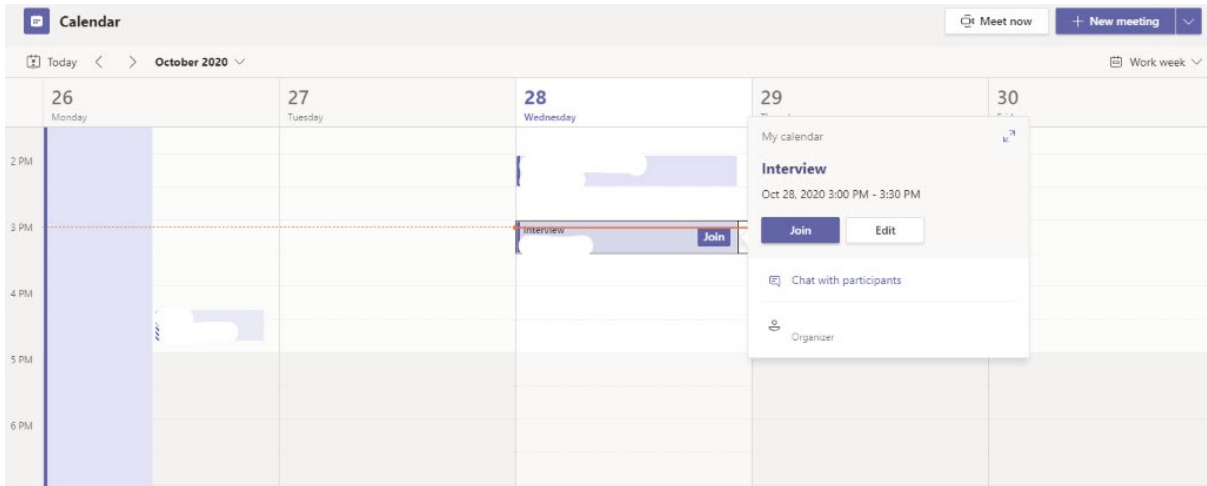 Calendar
Meet now
New meeting
Today
October 2020
Work week
26
Monday
27
Tuesday
28
Wednesday
29
30
2 PM
3 PM
4 PM
5 PM
6 PM
Interview
Join
My calendar
Interview
Oct 28, 2020 3:00 PM - 3:30 PM
Join
Edit
Chat with participants
Organizer